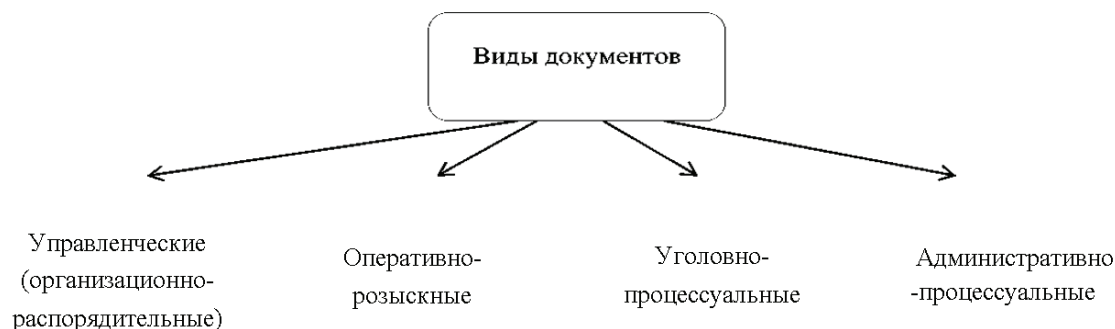 Виды документов
Управленческие
(организационно-
распорядительные)
Оперативно-
розыскные
Уголовно-
процессуальные
Административно
-процессуальные